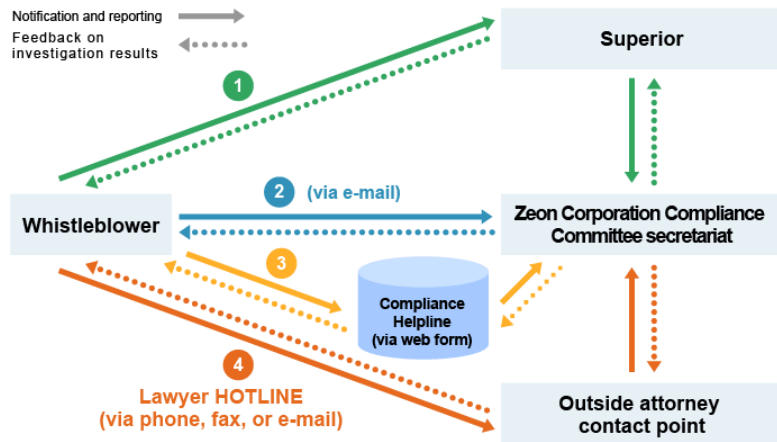 Notification and reporting
Feedback on
investigation results
Superior
1
2
(via e-mail)
Whistleblower
Zeon Corporation Compliance
Committee secretariat
3
Compliance
Helpline
(via web form)
4
Lawyer HOTLINE
(via phone, fax, or e-mail)
Outside attorney
contact point